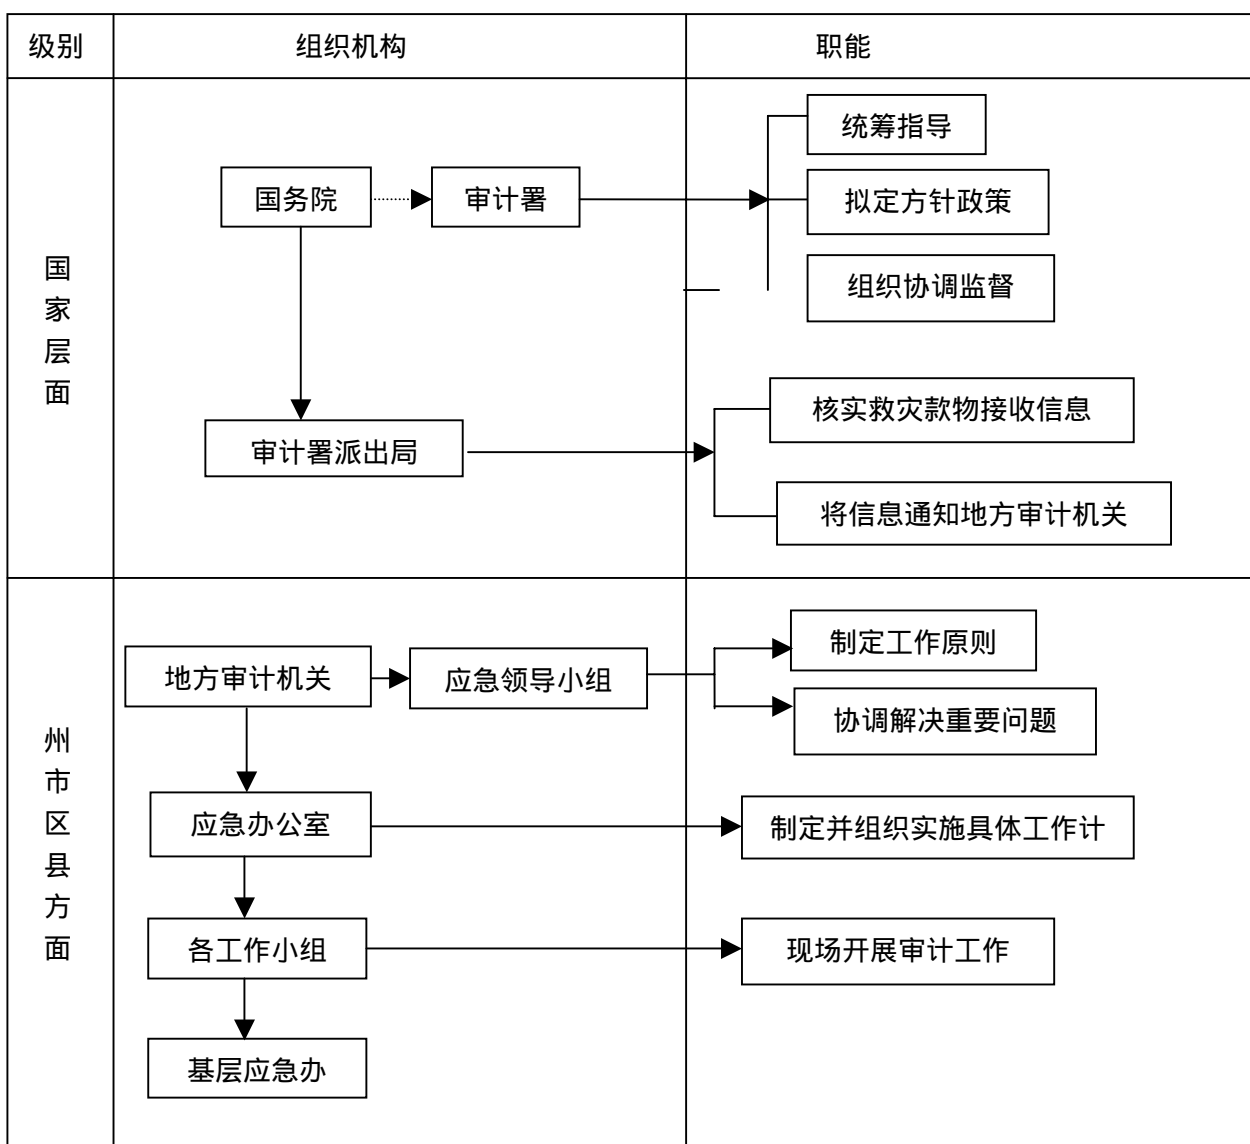 级别
组织机构
职能
国家层面
国务院
审计署
统筹指导
拟定方针政策
组织协调监督
审计署派出局
核实救灾款物接收信息
将信息通知地方审计机关
州市区县方面
地方审计机关
应急领导小组
制定工作原则
协调解决重要问题
应急办公室
制定并组织实施具体工作计
各工作小组
现场开展审计工作
基层应急办